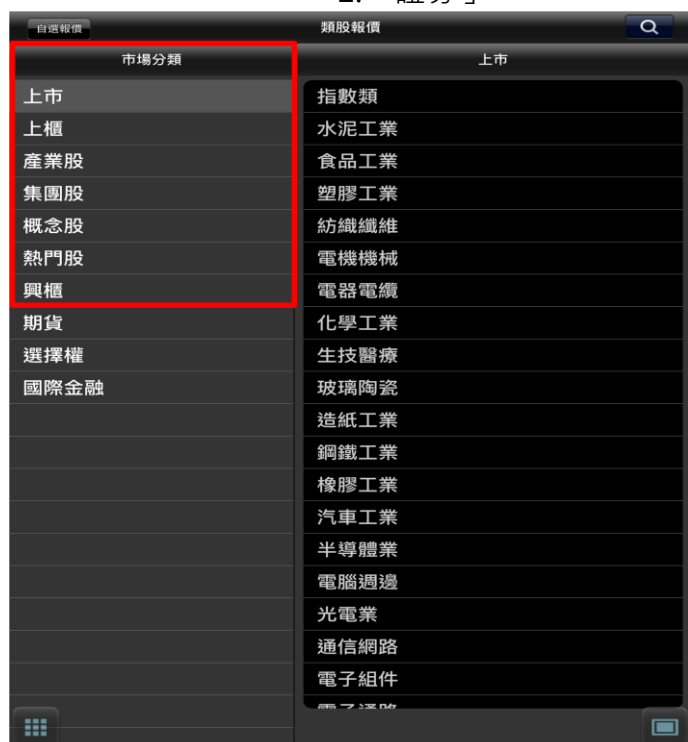 自選報價
類股報價
市場分類
上市
上櫃
產業股
集團股
概念股
熱門股
興櫃
期貨
選擇權
國際金融
上市
指數類
水泥工業
食品工業
塑膠工業
紡織纖維
電機機械
電器電纜
化學工業
生技醫療
玻璃陶瓷
造紙工業
鋼鐵工業
橡膠工業
汽車工業
半導體業
電腦週邊
光電業
通信網路
電子組件